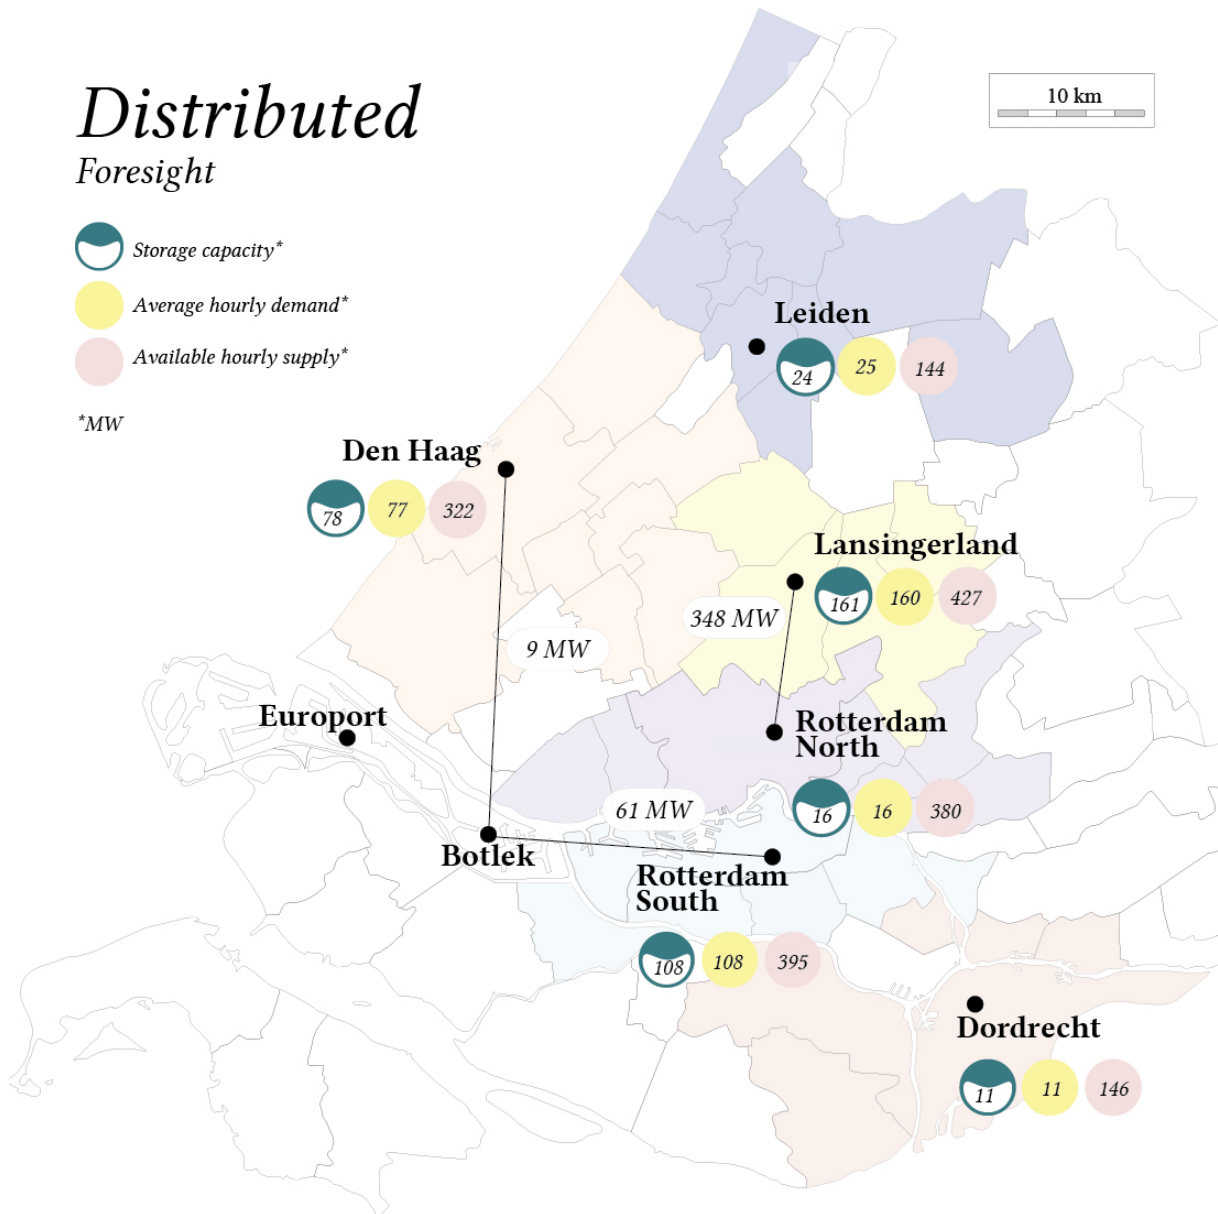 Distributed
Foresight
Storage capacity*
Average hourly demand*
Available hourly supply*
*MW
10 km
Leiden
24
25
144
Den Haag
78
77
322
Lansingerland
161
160
427
348 MW
9 MW
Europort
Rotterdam
North
16
16
380
61 MW
Botlek
Rotterdam
South
108
108
395
Dordrecht
11
11
146